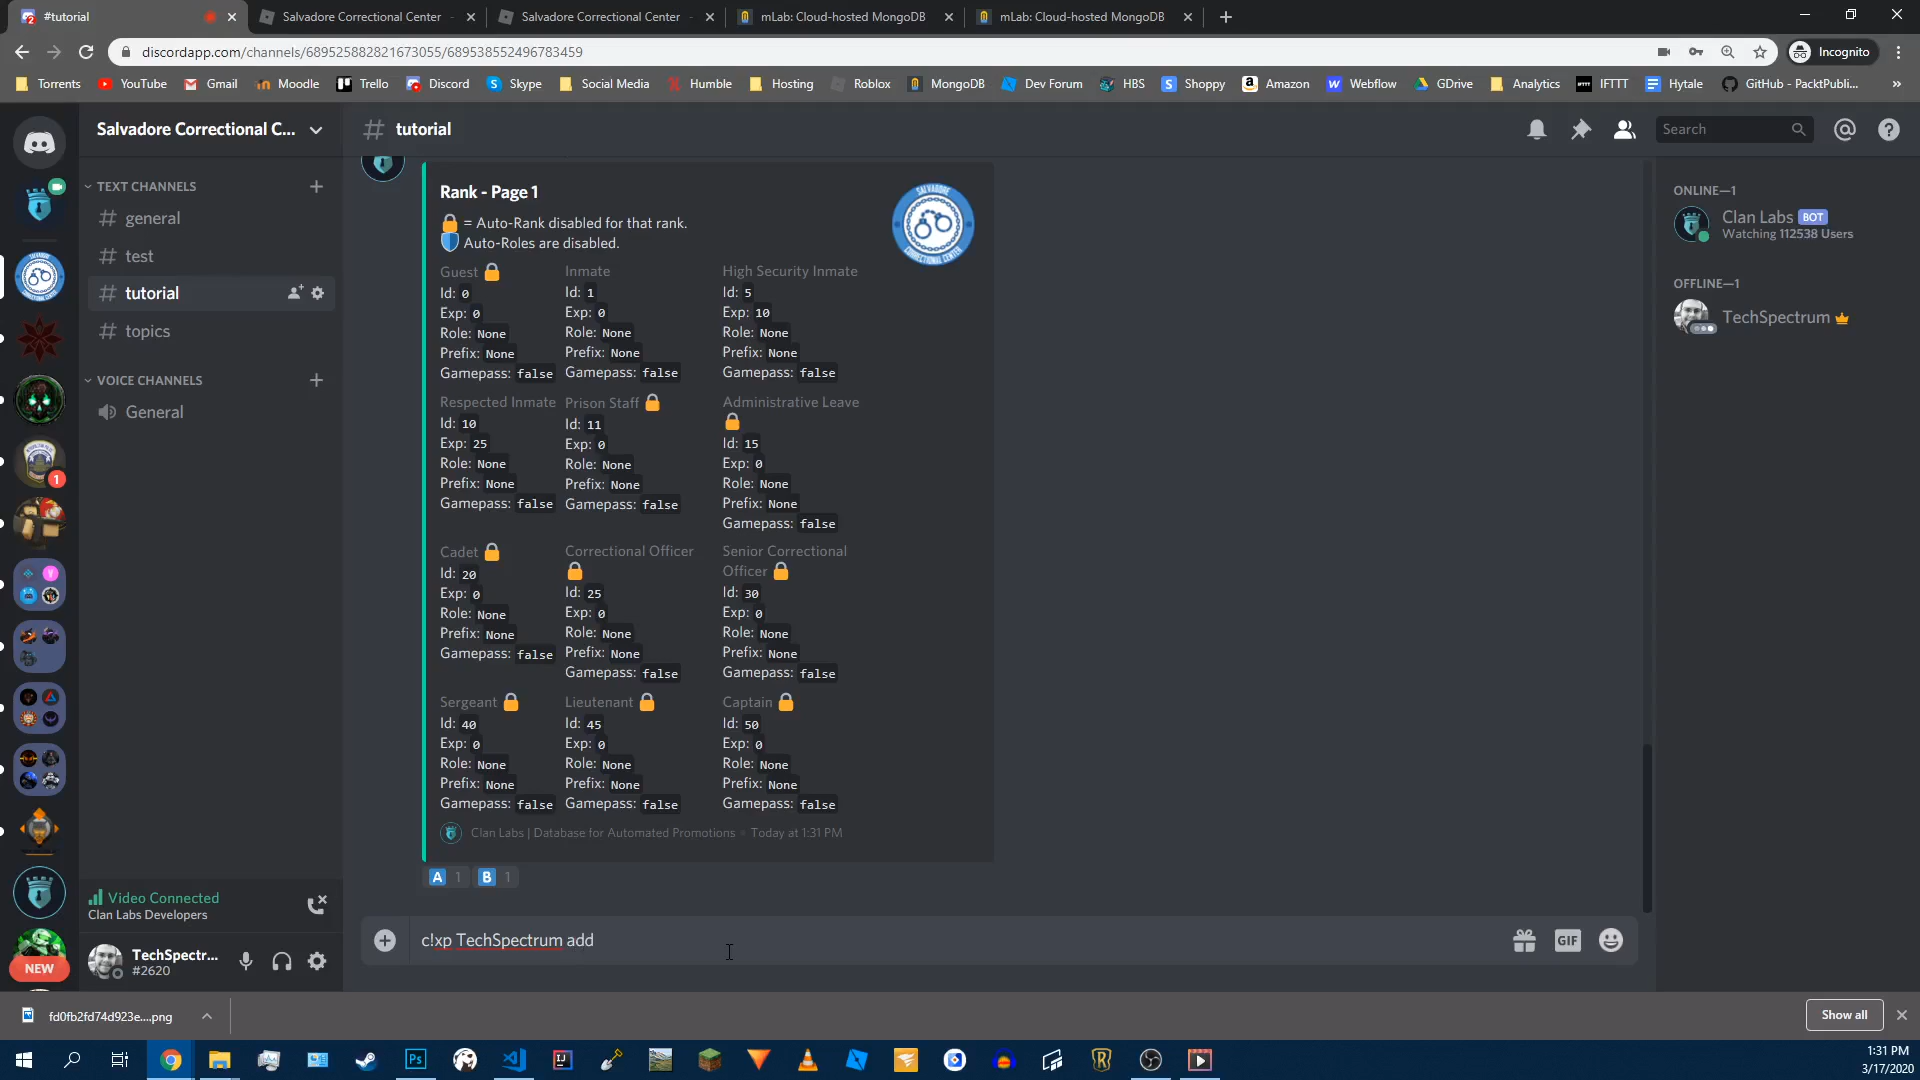 #tutorial
Salvadore Correctional Center -
Salvadore Correctional Center -
mLab: Cloud-hosted MongoDB
mLab: Cloud-hosted MongoDB
discordapp.com/channels/689525882821673055/689538552496783459
Incognito
Torrents
YouTube
Gmail
Moodle
Trello
Discord
Skype
Social Media
Humble
Hosting
Roblox
MongoDB
Dev Forum
HBS
Shoppy
Amazon
Webflow
GDrive
Analytics
IFTTT
Hytale
GitHub - PacktPubli...
Salvadore Correctional C...
# tutorial
Search
TEXT CHANNELS
# general
# test
# tutorial
# topics
VOICE CHANNELS
General
Rank - Page 1
= Auto-Rank disabled for that rank.
Auto-Roles are disabled.
Guest
Id: 0
Exp: 0
Role: None
Prefix: None
Gamepass: false
Inmate
Id: 1
Exp: 0
Role: None
Prefix: None
Gamepass: false
High Security Inmate
Id: 5
Exp: 10
Role: None
Prefix: None
Gamepass: false
Respected Inmate
Id: 10
Exp: 25
Role: None
Prefix: None
Gamepass: false
Prison Staff
Id: 11
Exp: 0
Role: None
Prefix: None
Gamepass: false
Administrative Leave
Id: 15
Exp: 0
Role: None
Prefix: None
Gamepass: false
Cadet
Id: 20
Exp: 0
Role: None
Prefix: None
Gamepass: false
Correctional Officer
Id: 25
Exp: 0
Role: None
Prefix: None
Gamepass: false
Senior Correctional
Officer
Id: 30
Exp: 0
Role: None
Prefix: None
Gamepass: false
Sergeant
Id: 40
Exp: 0
Role: None
Prefix: None
Gamepass: false
Lieutenant
Id: 45
Exp: 0
Role: None
Prefix: None
Gamepass: false
Captain
Id: 50
Exp: 0
Role: None
Prefix: None
Gamepass: false
Clan Labs | Database for Automated Promotions • Today at 1:31 PM
SALVADORE
CORRECTIONAL CENTER
A 1
B 1
c!xp TechSpectrum add
GIF
ONLINE—1
Clan Labs BOT
Watching 112538 Users
OFFLINE—1
TechSpectrum
1
NEW
Video Connected
Clan Labs Developers
TechSpectr...
#2620
fd0fb2fd74d923e....png
Show all
Ps
IJ
1:31 PM
3/17/2020